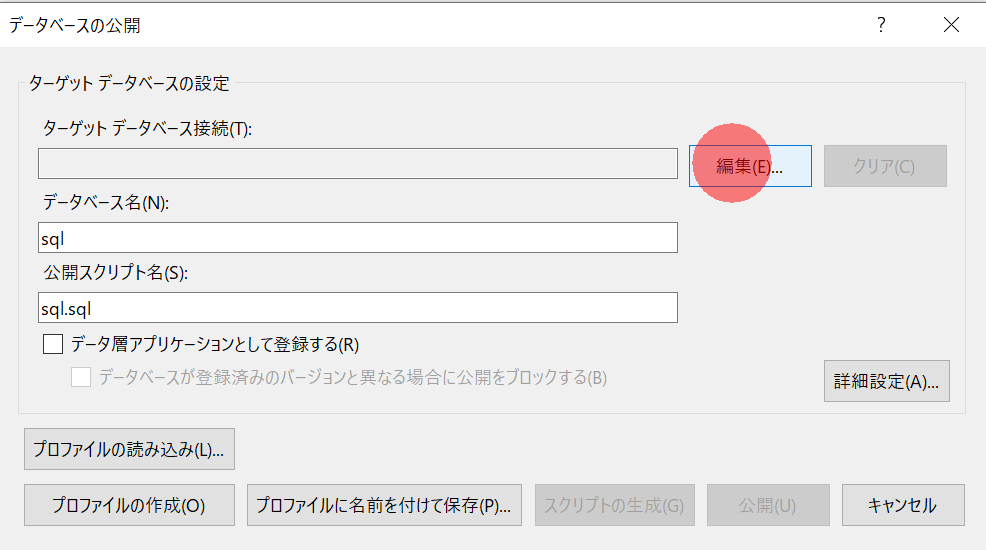 データベースの公開
?
ターゲット データベースの設定
ターゲット データベース接続(T):
編集(E)...
クリア(C)
データベース名(N):
sql
公開スクリプト名(S):
sql.sql
データ層アプリケーションとして登録する(R)
データベースが登録済みのバージョンと異なる場合に公開をブロックする(B)
詳細設定(A)...
プロファイルの読み込み(L)...
プロファイルの作成(O)
プロファイルに名前を付けて保存(P)...
スクリプトの生成(G)
公開(U)
キャンセル